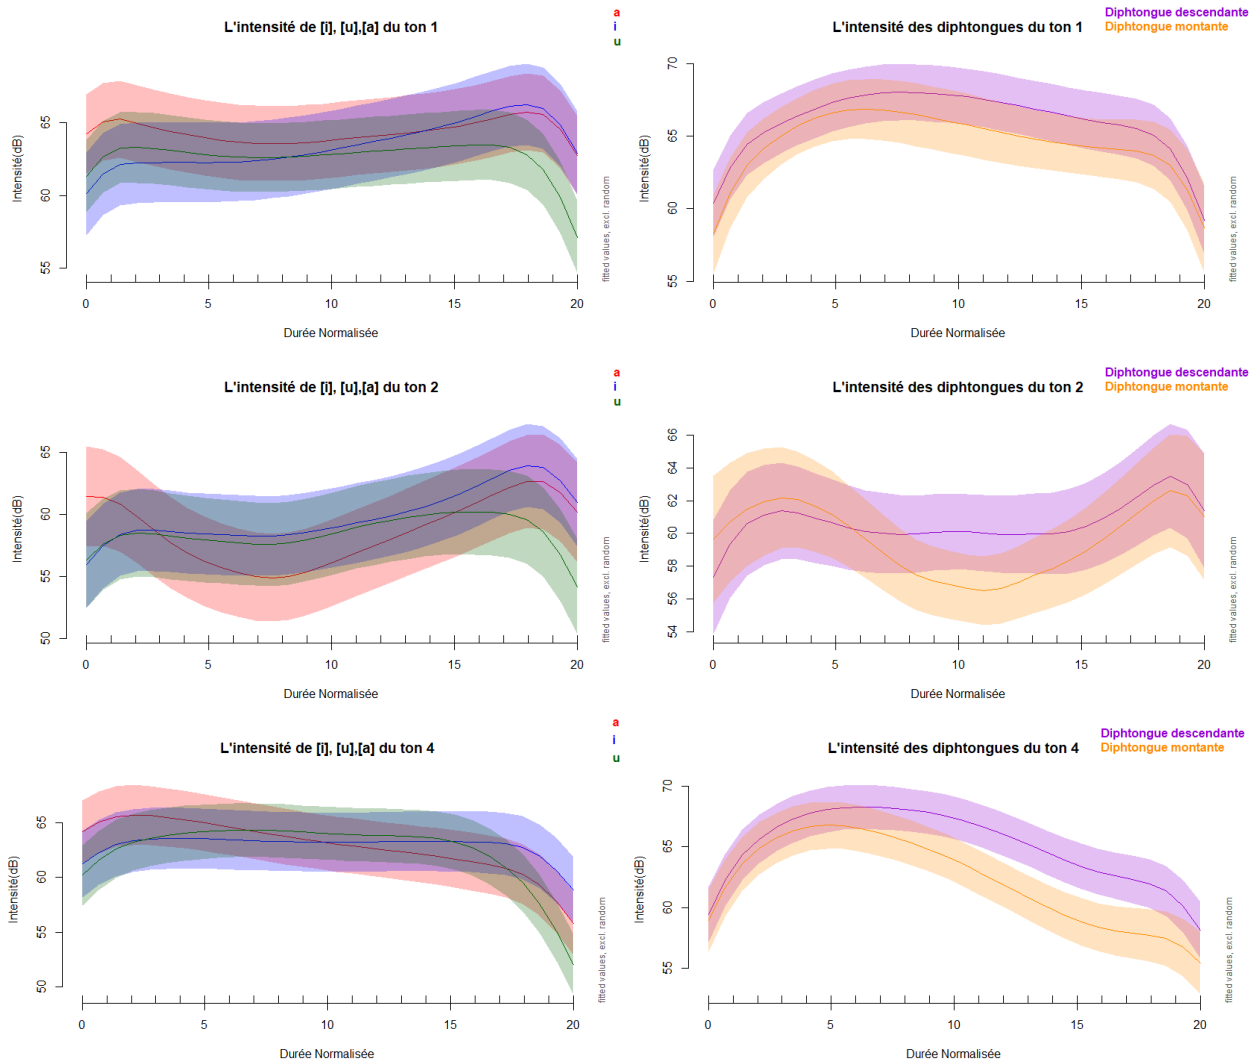 L'intensité de [i], [u],[a] du ton 1
a
i
u
65
60
55
Intensité(dB)
0
5
10
15
20
Durée Normalisée
fitted values, excl. random
L'intensité des diphtongues du ton 1
Diphtongue descendante
Diphtongue montante
70
65
60
55
Intensité(dB)
0
5
10
15
20
Durée Normalisée
fitted values, excl. random
L'intensité de [i], [u],[a] du ton 2
a
i
u
65
60
55
50
Intensité(dB)
0
5
10
15
20
Durée Normalisée
fitted values, excl. random
L'intensité des diphtongues du ton 2
Diphtongue descendante
Diphtongue montante
66
64
62
60
58
56
54
Intensité(dB)
0
5
10
15
20
Durée Normalisée
fitted values, excl. random
L'intensité de [i], [u],[a] du ton 4
a
i
u
65
60
55
50
Intensité(dB)
0
5
10
15
20
Durée Normalisée
fitted values, excl. random
L'intensité des diphtongues du ton 4
Diphtongue descendante
Diphtongue montante
70
65
60
55
Intensité(dB)
0
5
10
15
20
Durée Normalisée
fitted values, excl. random